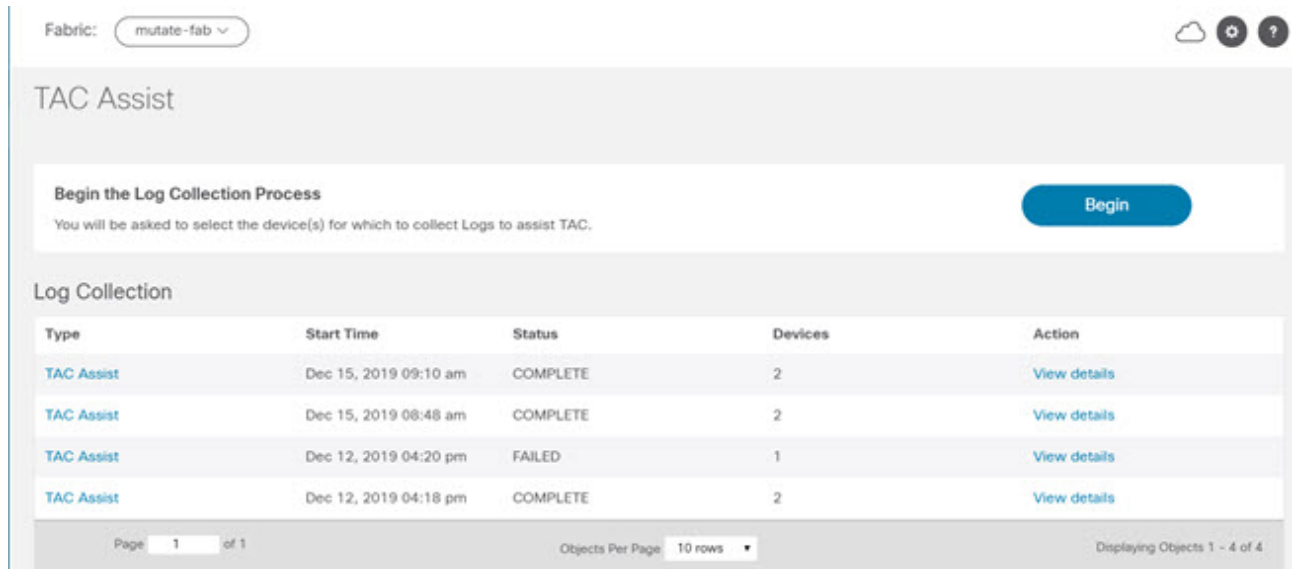 Fabric: mutate-fab
?
TAC Assist
Begin the Log Collection Process
Begin
You will be asked to select the device(s) for which to collect Logs to assist TAC.
Log Collection
Type Start Time Status Devices Action
TAC Assist Dec 15, 2019 09:10 am COMPLETE 2 View details
TAC Assist Dec 15, 2019 08:48 am COMPLETE 2 View details
TAC Assist Dec 12, 2019 04:20 pm FAILED 1 View details
TAC Assist Dec 12, 2019 04:18 pm COMPLETE 2 View details
Page 1 of 1 Objects Per Page 10 rows Displaying Objects 1 - 4 of 4